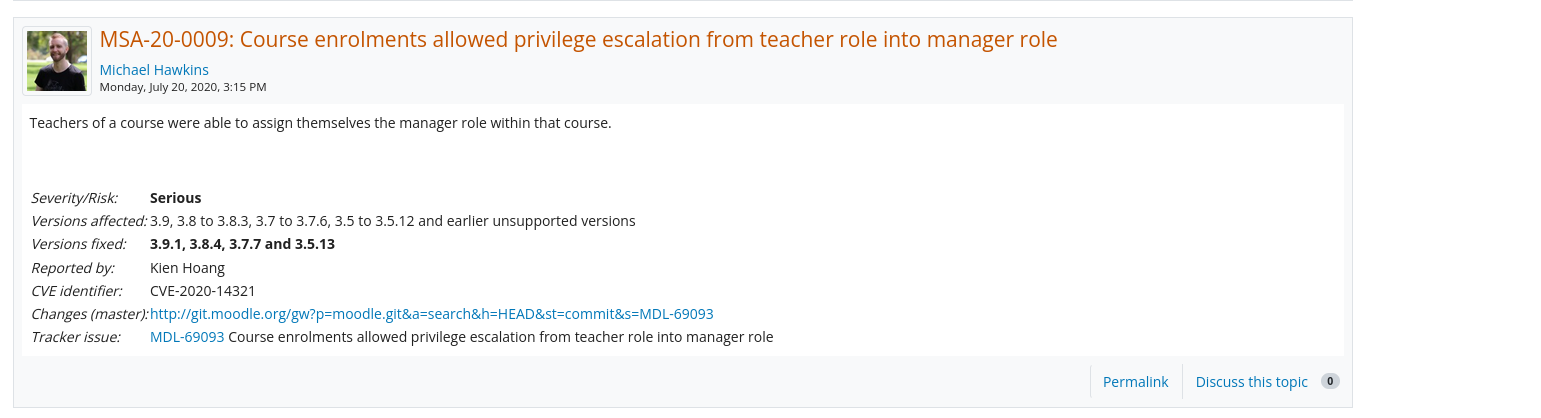 MSA-20-0009: Course enrolments allowed privilege escalation from teacher role into manager role
Michael Hawkins
Monday, July 20, 2020, 3:15 PM
Teachers of a course were able to assign themselves the manager role within that course.
Severity/Risk: Serious
Versions affected: 3.9, 3.8 to 3.8.3, 3.7 to 3.7.6, 3.5 to 3.5.12 and earlier unsupported versions
Versions fixed: 3.9.1, 3.8.4, 3.7.7 and 3.5.13
Reported by: Kien Hoang
CVE identifier: CVE-2020-14321
Changes (master): http://git.moodle.org/gw?p=moodle.git&a=search&h=HEAD&st=commit&s=MDL-69093
Tracker issue: MDL-69093 Course enrolments allowed privilege escalation from teacher role into manager role
Permalink Discuss this topic 0